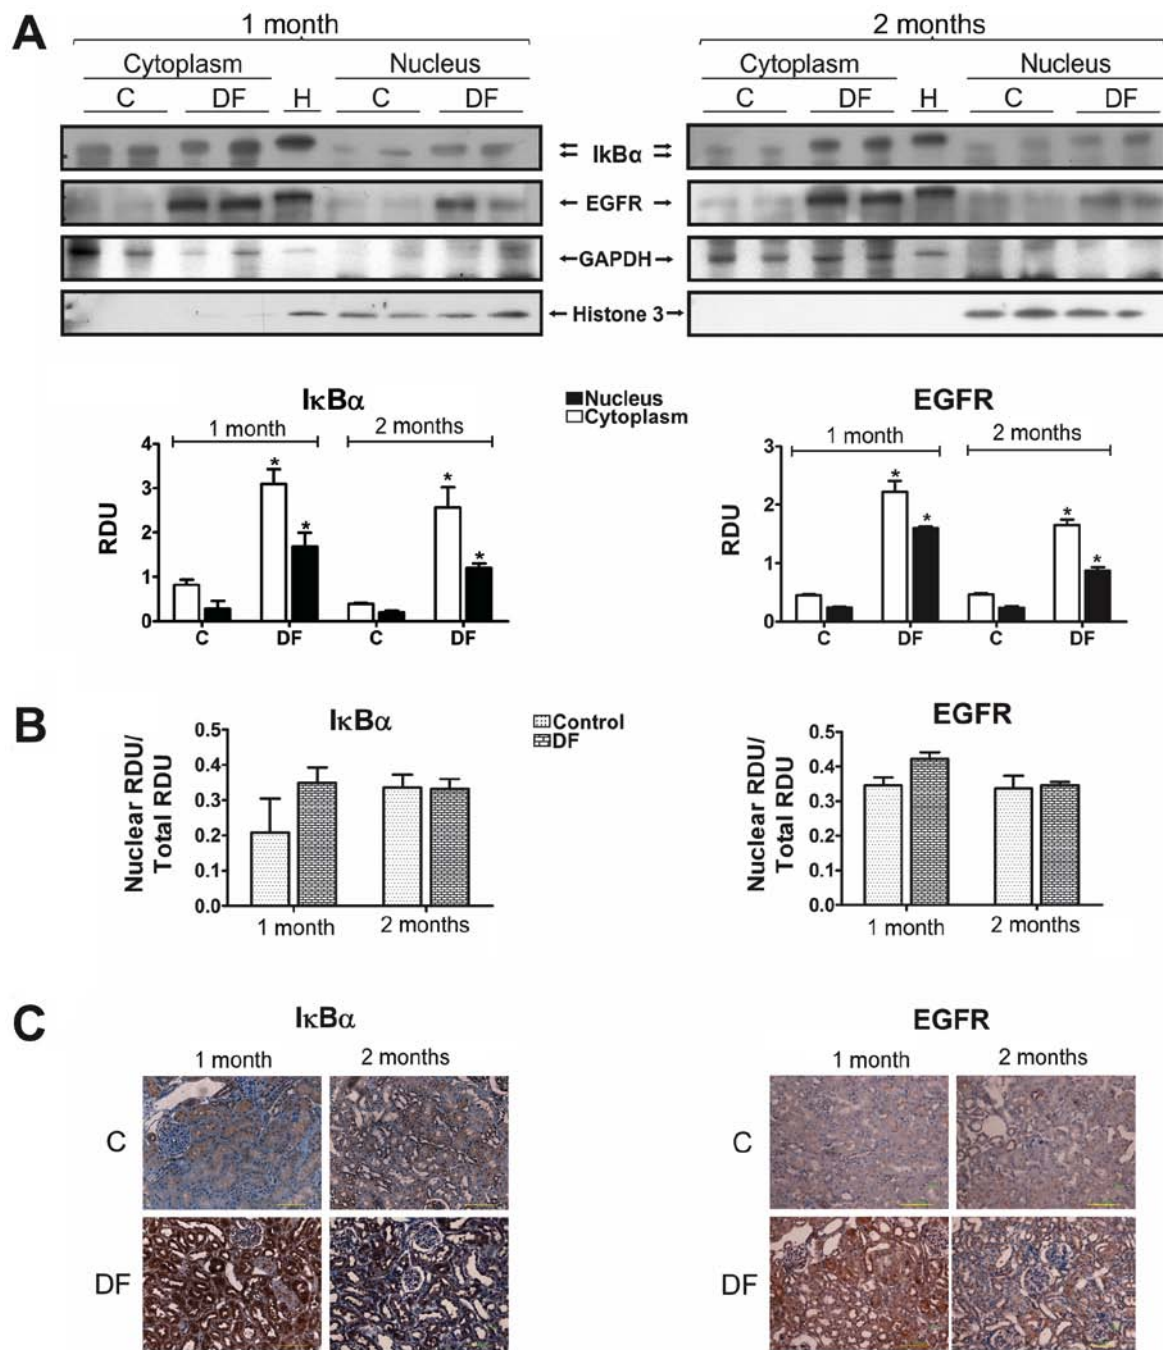 A
1 month 2 months
Cytoplasm Nucleus Cytoplasm Nucleus
C DF H C DF C DF H C DF
IkBα
EGFR
GAPDH
Histone 3
IκBα Nucleus EGFR
Cytoplasm
1 month 2 months 1 month 2 months
4 3
3 2
2 1
1 0
0
RDU RDU
* * * * * * * *
C DF C DF C DF C DF
B
IκBα Control EGFR
DF
0.5 0.5
0.4 0.4
0.3 0.3
0.2 0.2
0.1 0.1
0.0 0.0
Nuclear RDU/ Nuclear RDU/
Total RDU Total RDU
1 month 2 months 1 month 2 months
C
IκBα EGFR
1 month 2 months 1 month 2 months
C C
DF DF